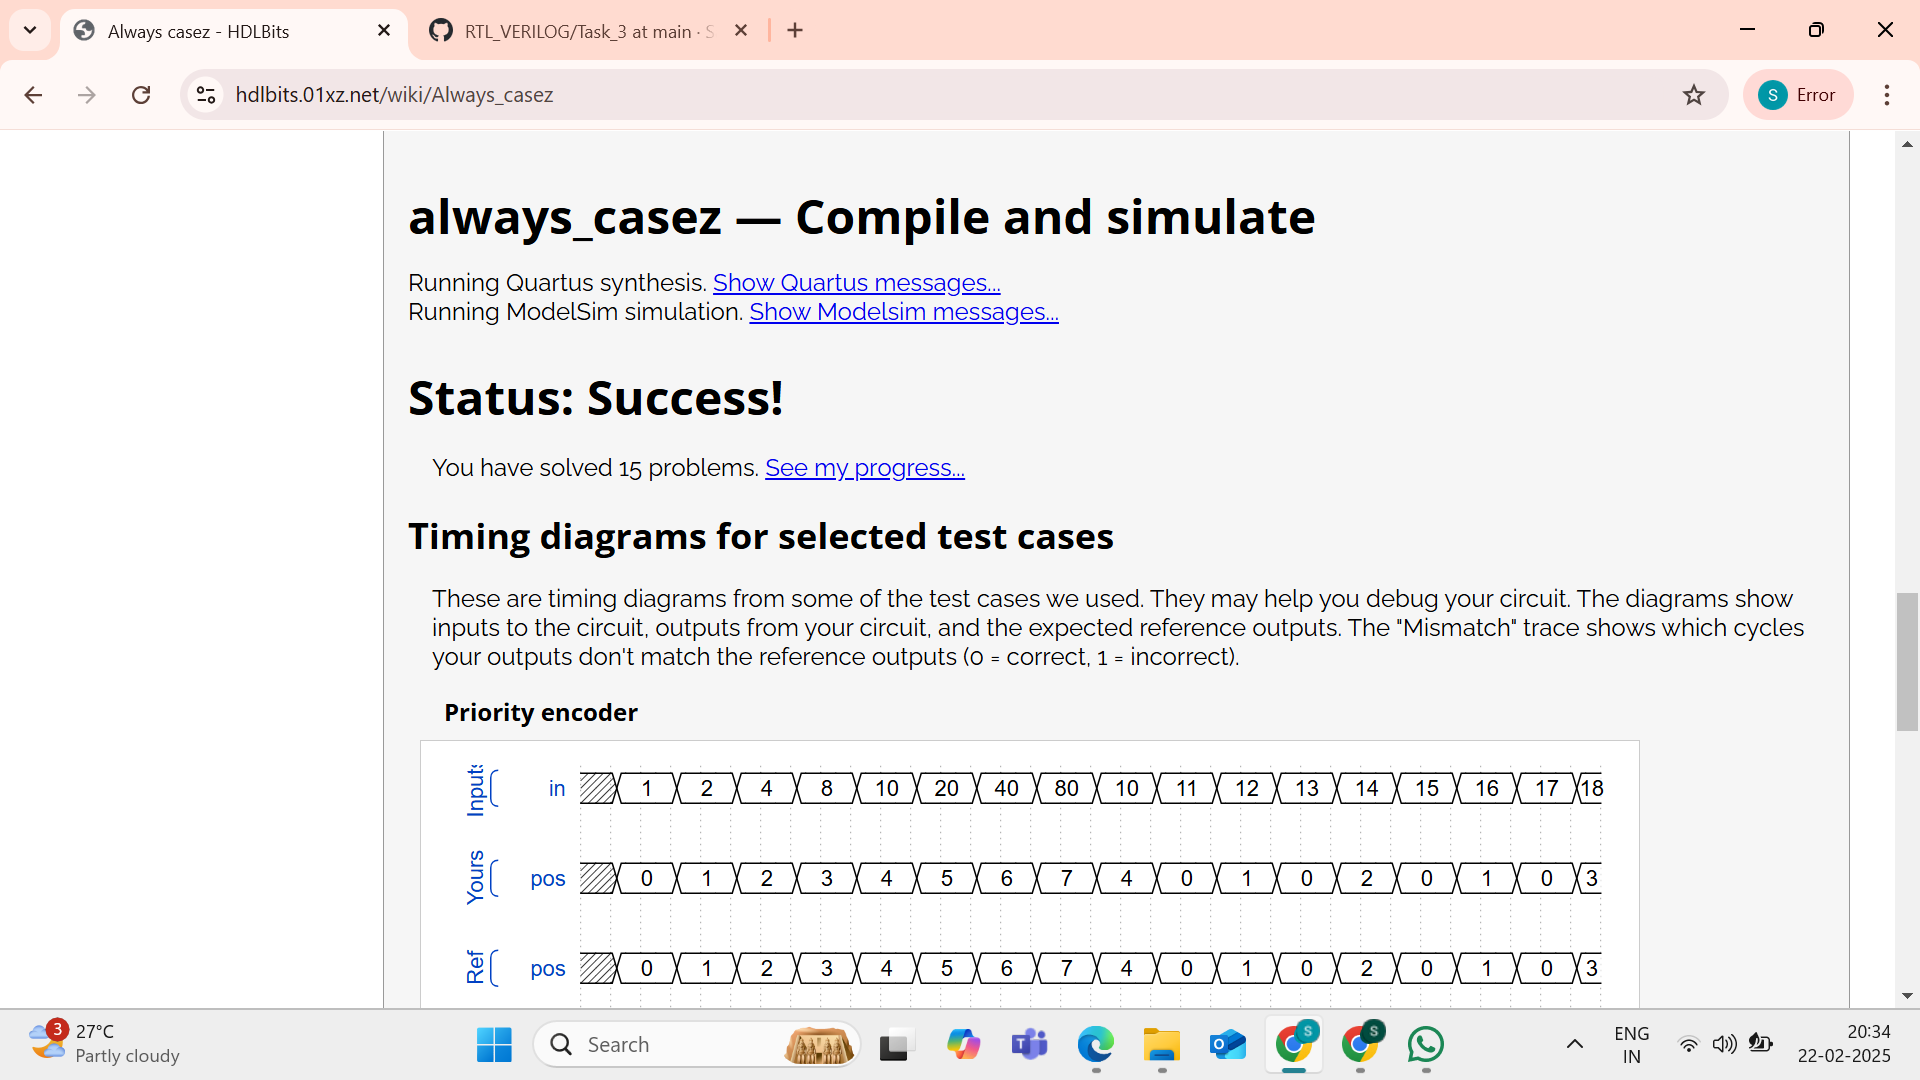 Always casez - HDLBits
RTL_VERILOG/Task_3 at main · S
hdlbits.01xz.net/wiki/Always_casez
S Error
always_casez — Compile and simulate
Running Quartus synthesis. Show Quartus messages...
Running ModelSim simulation. Show Modelsim messages...
Status: Success!
You have solved 15 problems. See my progress...
Timing diagrams for selected test cases
These are timing diagrams from some of the test cases we used. They may help you debug your circuit. The diagrams show
inputs to the circuit, outputs from your circuit, and the expected reference outputs. The "Mismatch" trace shows which cycles
your outputs don't match the reference outputs (0 = correct, 1 = incorrect).
Priority encoder
Inputs in 1 2 4 8 10 20 40 80 10 11 12 13 14 15 16 17 18
Yours pos 0 1 2 3 4 5 6 7 4 0 1 0 2 0 1 0 3
Ref pos 0 1 2 3 4 5 6 7 4 0 1 0 2 0 1 0 3
3
27°C
Partly cloudy
Search
S
S
ENG
IN
20:34
22-02-2025